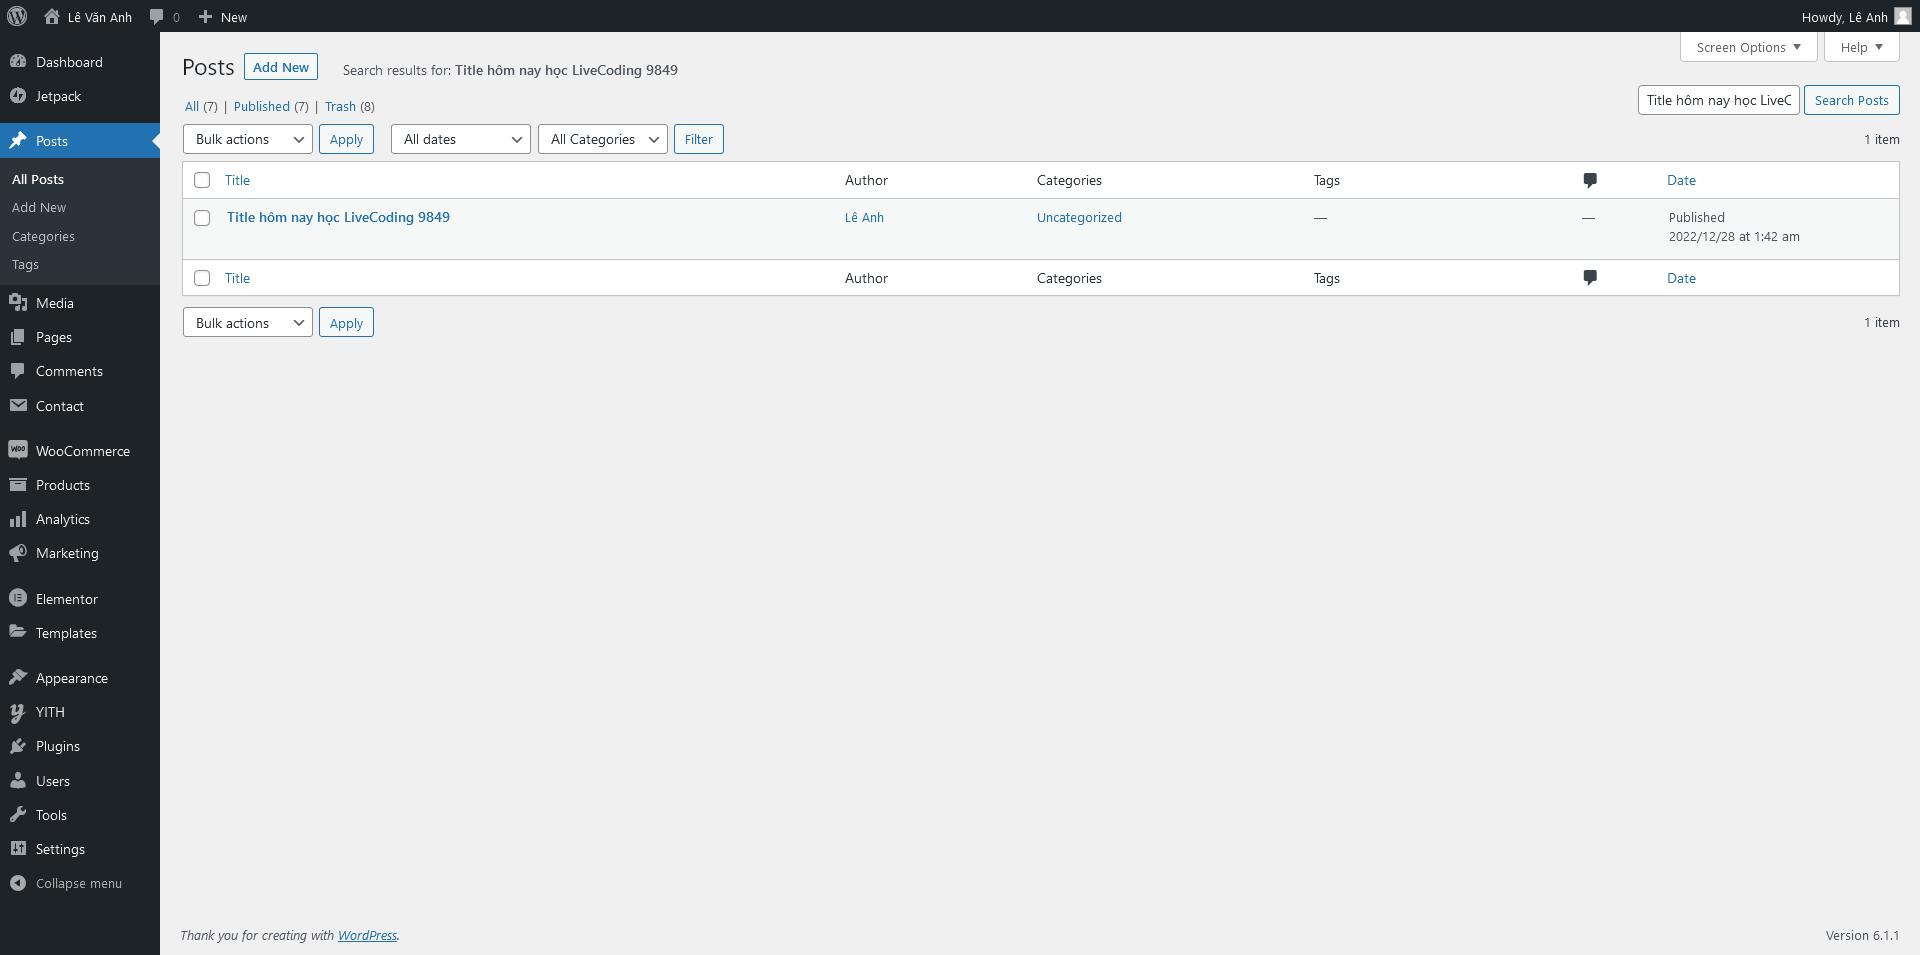 Lê Văn Anh 0 New Howdy, Lê Anh
Dashboard
Jetpack
Posts
All Posts
Add New
Categories
Tags
Media
Pages
Comments
Contact
WooCommerce
Products
Analytics
Marketing
Elementor
Templates
Appearance
YITH
Plugins
Users
Tools
Settings
Collapse menu
Screen Options Help
Posts Add New Search results for: Title hôm nay học LiveCoding 9849
All (7) | Published (7) | Trash (8)
Title hôm nay học LiveC Search Posts
Bulk actions Apply All dates All Categories Filter 1 item
Title Author Categories Tags Date
Title hôm nay học LiveCoding 9849 Lê Anh Uncategorized — — Published
2022/12/28 at 1:42 am
Title Author Categories Tags Date
Bulk actions Apply 1 item
Thank you for creating with WordPress. Version 6.1.1